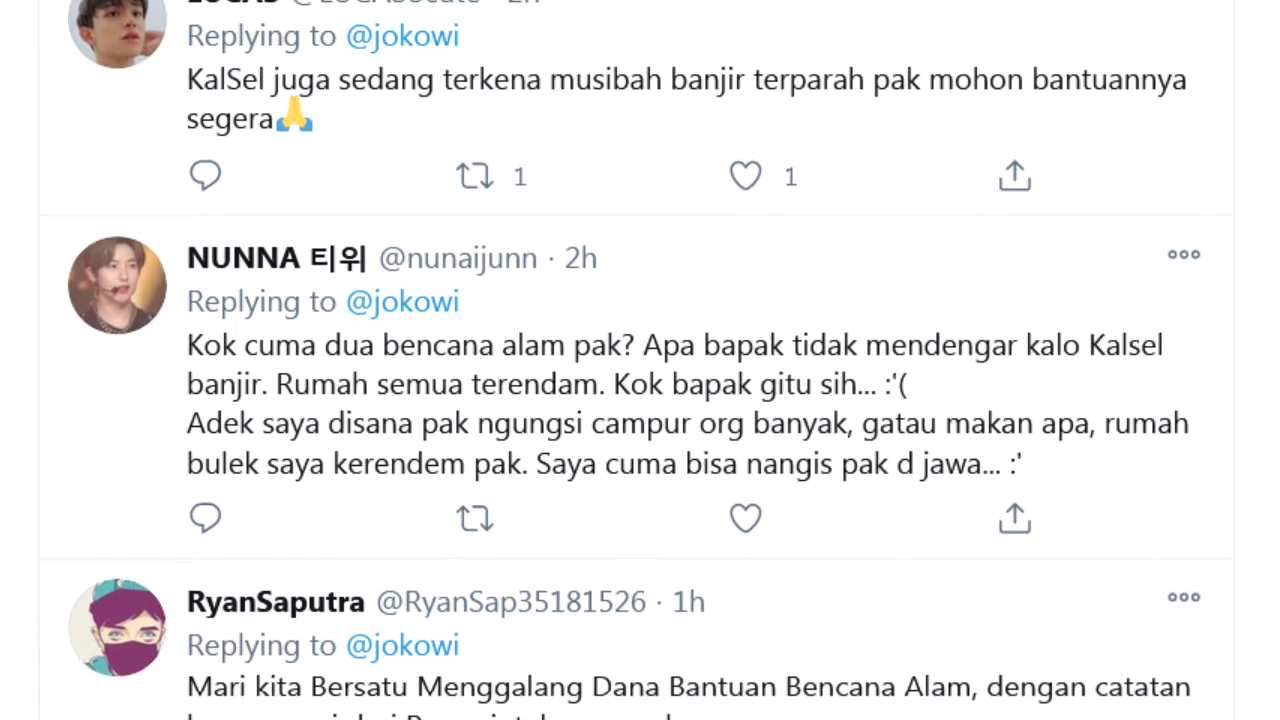 Replying to @jokowi
KalSel juga sedang terkena musibah banjir terparah pak mohon bantuannya
segera🙏
1 1
NUNNA 티위 @nunaijunn · 2h
Replying to @jokowi
Kok cuma dua bencana alam pak? Apa bapak tidak mendengar kalo Kalsel
banjir. Rumah semua terendam. Kok bapak gitu sih... :'(
Adek saya disana pak ngungsi campur org banyak, gatau makan apa, rumah
bulek saya kerendem pak. Saya cuma bisa nangis pak d jawa... :'
RyanSaputra @RyanSap35181526 · 1h
Replying to @jokowi
Mari kita Bersatu Menggalang Dana Bantuan Bencana Alam, dengan catatan